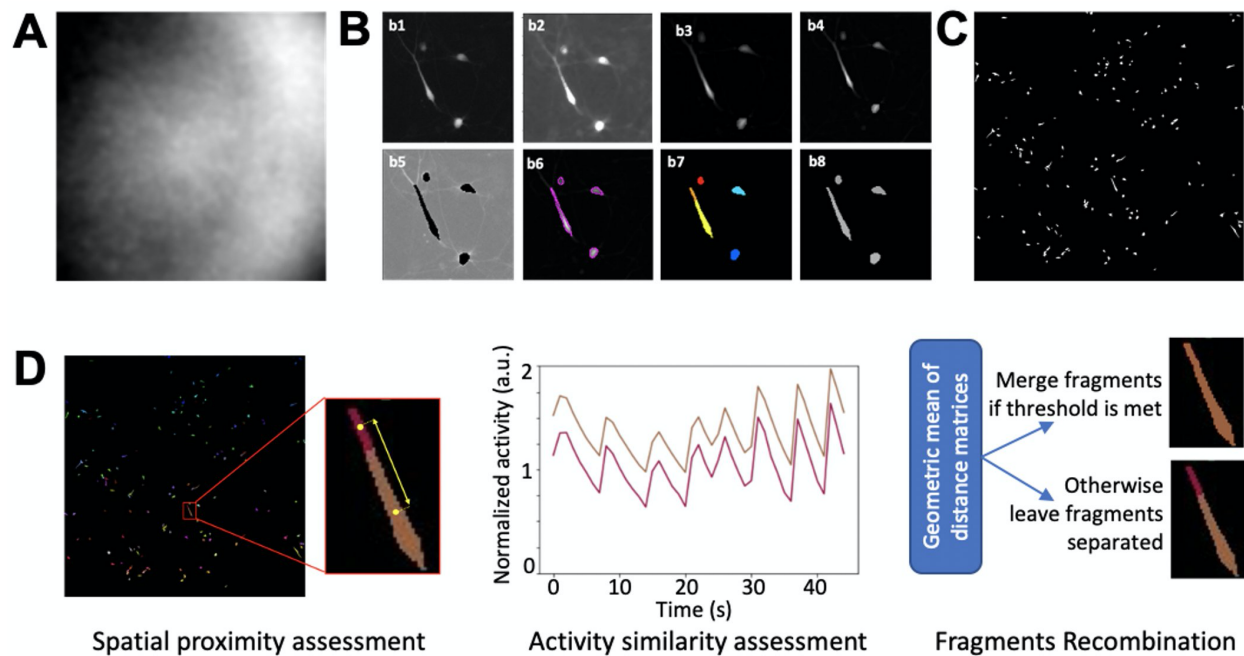 A
B
b1
b2
b3
b4
C
b5
b6
b7
b8
D
Normalized activity (a.u.)
2
1
0
0
10
20
30
40
Time (s)
Geometric mean of
distance matrices
Merge fragments
if threshold is met
Otherwise
leave fragments
separated
Spatial proximity assessment
Activity similarity assessment
Fragments Recombination